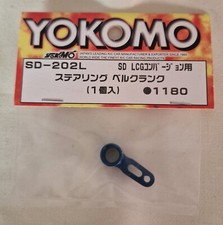 YOKOMO
SD-202L
SD LCGコンバージョン用
ステアリング ベルクランク
(1個入)
●1180